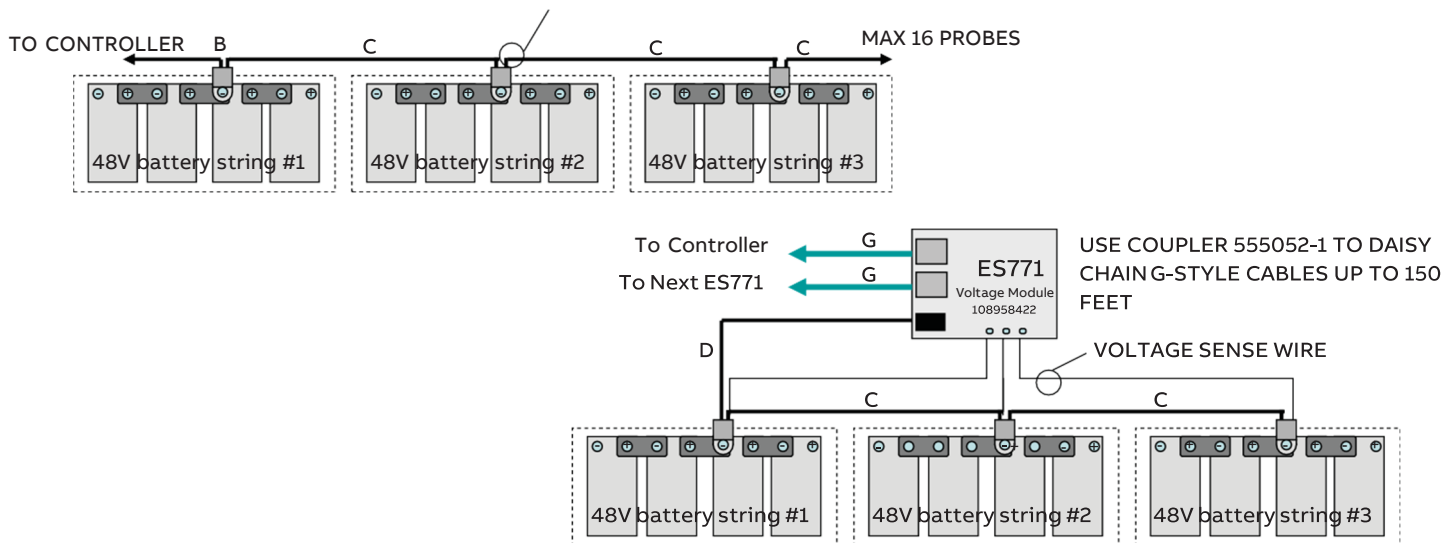 TO CONTROLLER B C C C MAX 16 PROBES
48V battery string #1 48V battery string #2 48V battery string #3
To Controller G
To Next ES771 G
ES771
Voltage Module
108958422
USE COUPLER 555052-1 TO DAISY
CHAIN G-STYLE CABLES UP TO 150
FEET
D
VOLTAGE SENSE WIRE
C C
48V battery string #1 48V battery string #2 48V battery string #3